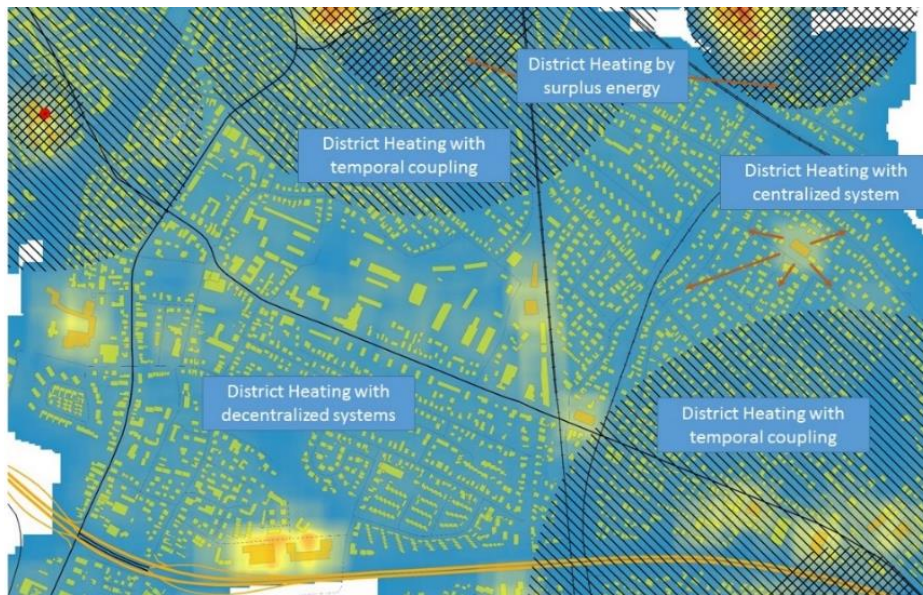 District Heating by
surplus energy
District Heating with
temporal coupling
District Heating with
centralized system
District Heating with
decentralized systems
District Heating with
temporal coupling